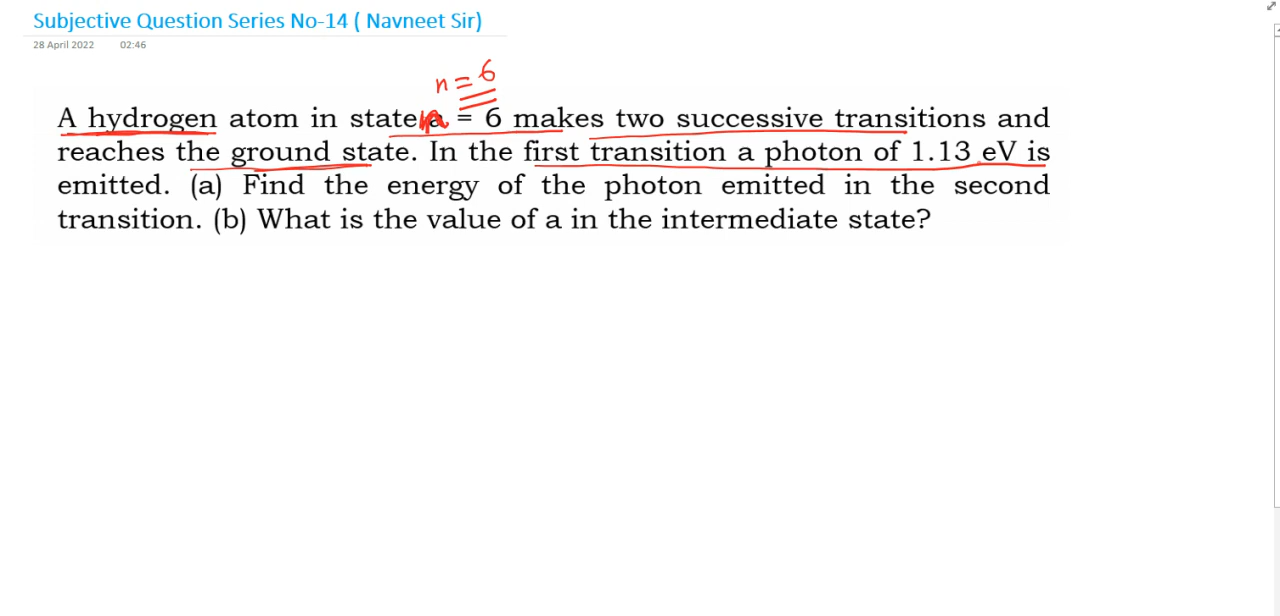 Subjective Question Series No-14 ( Navneet Sir)
28 April 2022 02:46
n = 6
A hydrogen atom in state n = 6 makes two successive transitions and
reaches the ground state. In the first transition a photon of 1.13 eV is
emitted. (a) Find the energy of the photon emitted in the second
transition. (b) What is the value of a in the intermediate state?